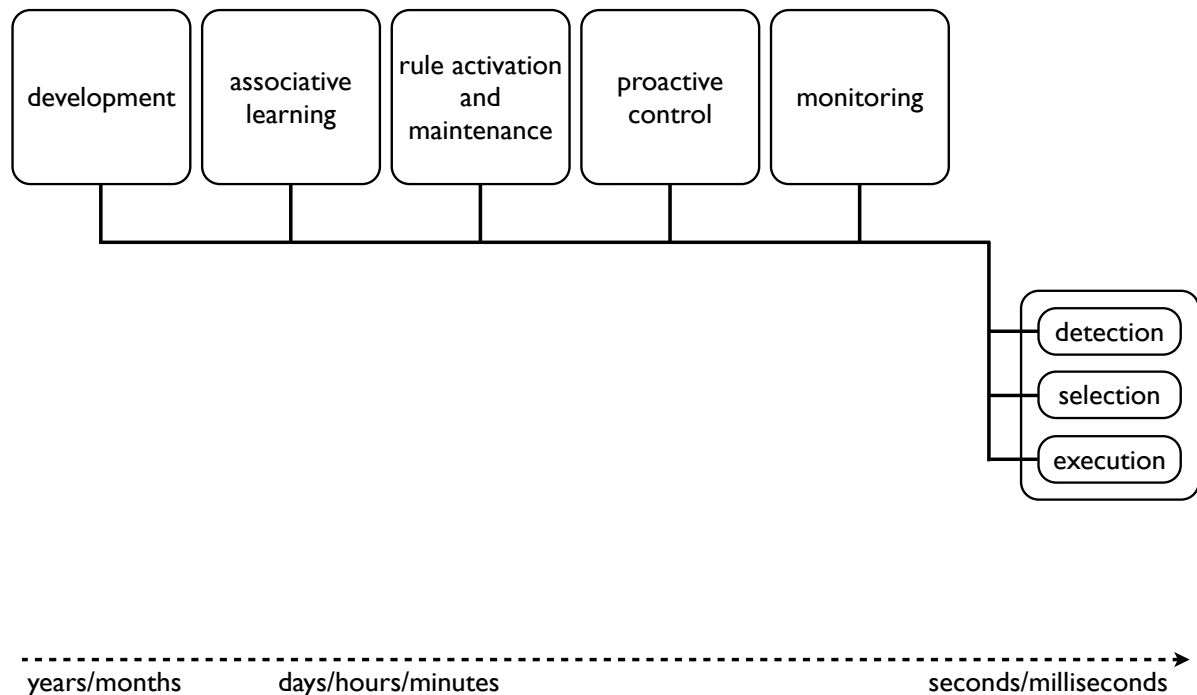 development
associative
learning
rule activation
and
maintenance
proactive
control
monitoring
detection
selection
execution
years/months
days/hours/minutes
seconds/milliseconds